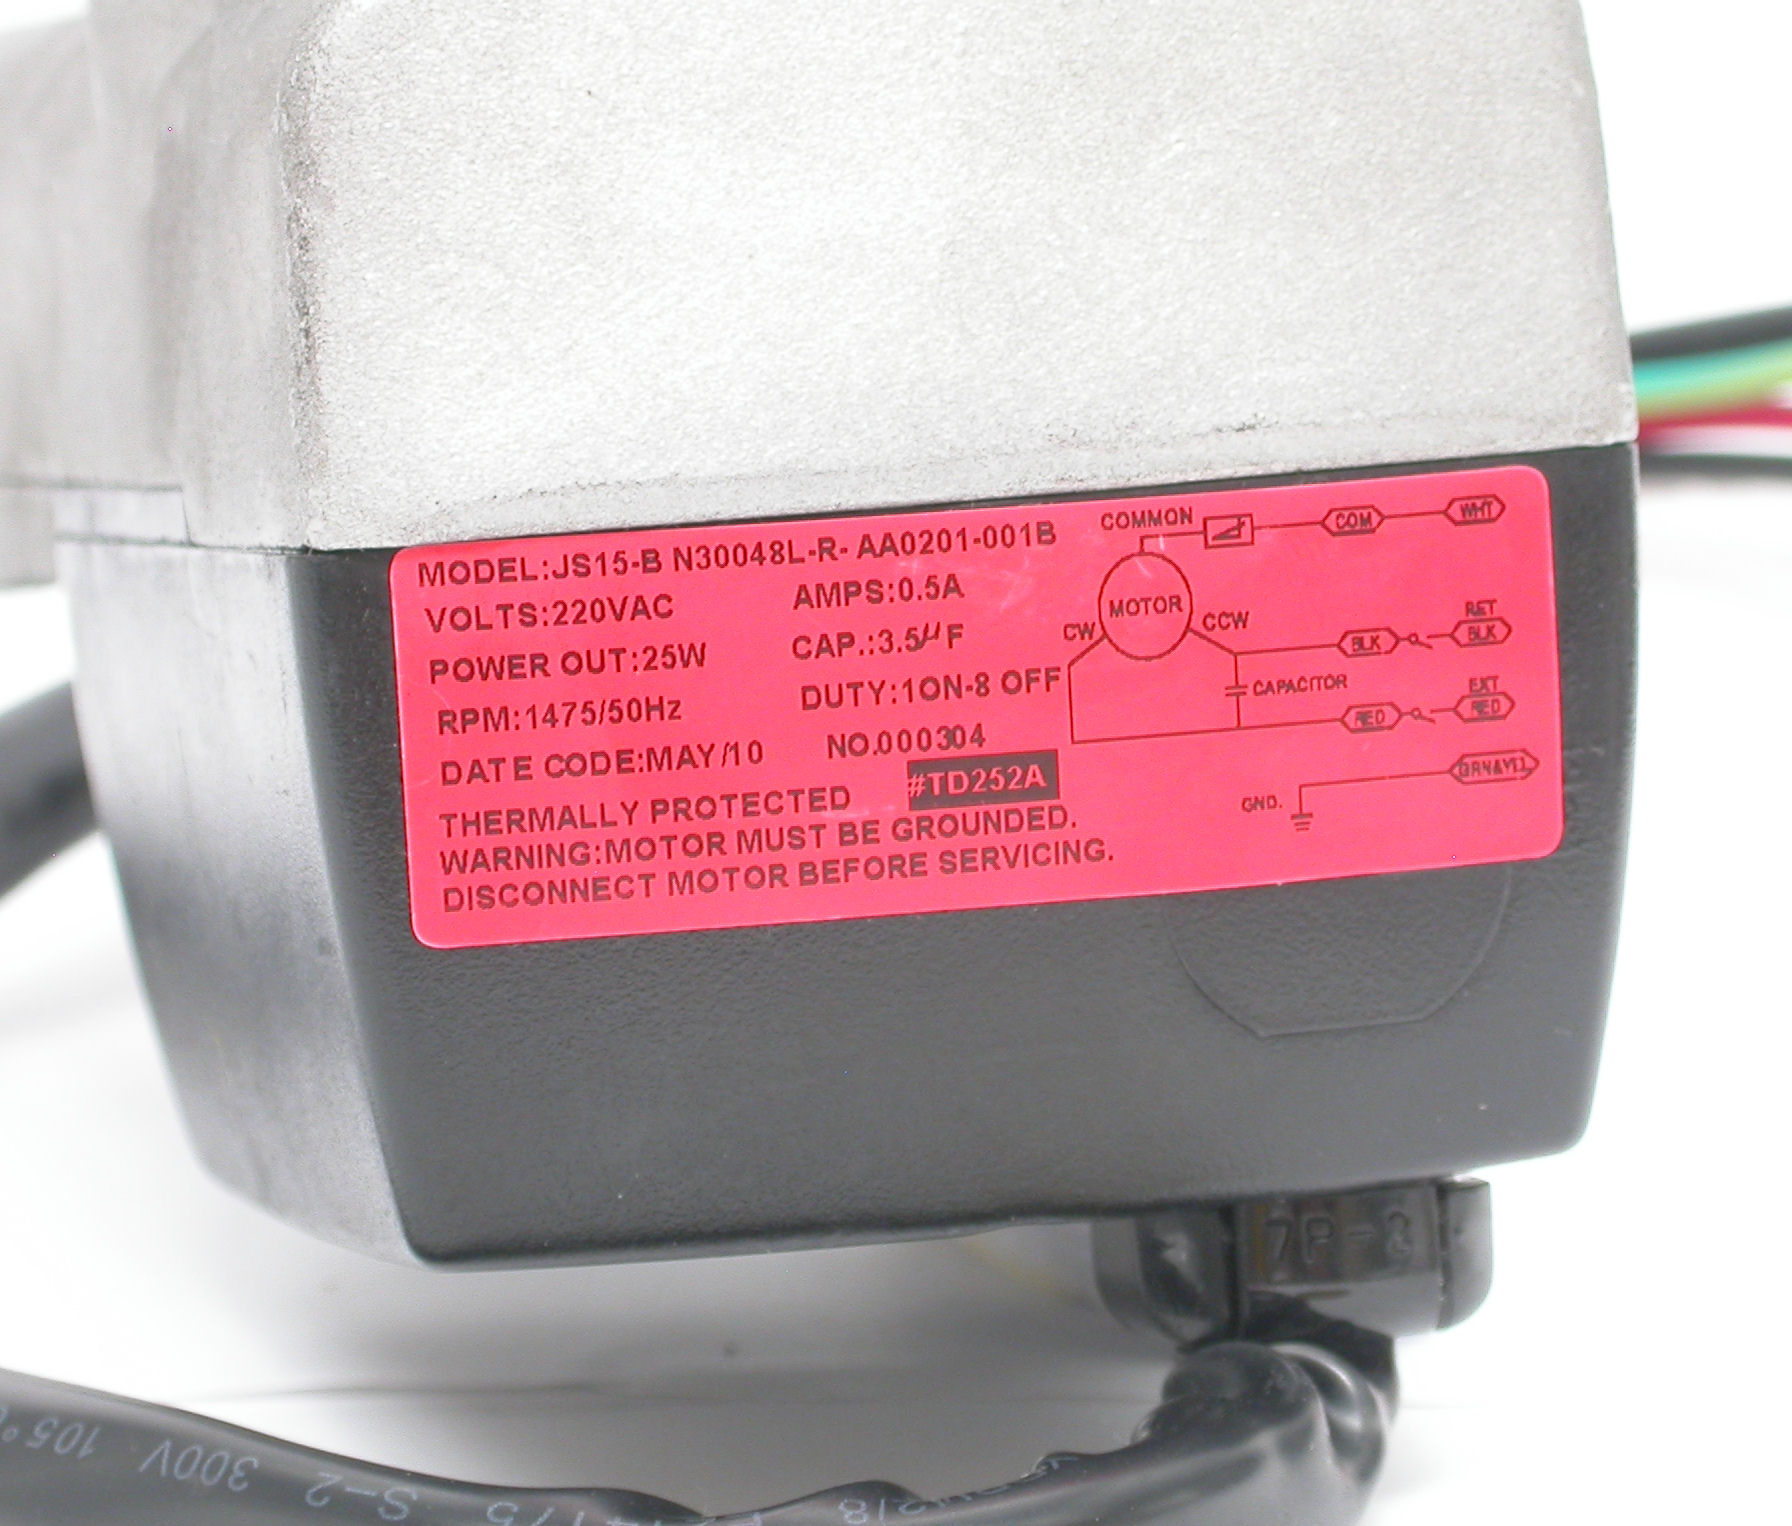 MODEL:JS15-B N30048L-R- AA0201-001B
VOLTS:220VAC AMPS:0.5A
POWER OUT:25W CAP.:3.5μF
RPM:1475/50Hz DUTY:1ON-8 OFF
DATE CODE:MAY/10 NO.000304
THERMALLY PROTECTED #TD252A
WARNING:MOTOR MUST BE GROUNDED.
DISCONNECT MOTOR BEFORE SERVICING.
COMMON COM WHT
MOTOR
CW CCW
RET
BLK BLK
CAPACITOR
EXT
RED RED
GRN&YEL
GND.
7P-2
105° 300V S-2